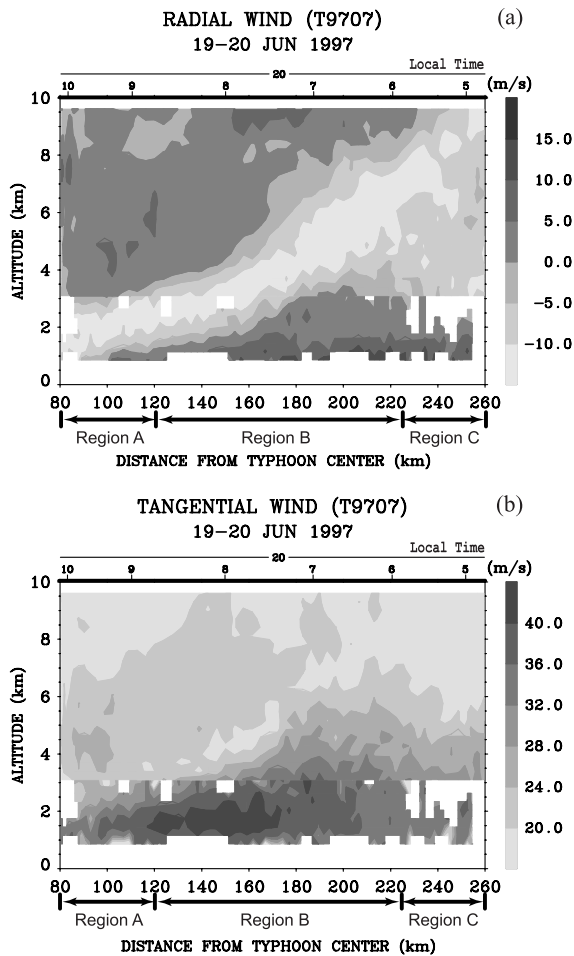 RADIAL WIND (T9707)
(a)
19-20 JUN 1997
Local Time
20
10 9 8 7 6 5 (m/s)
10
8
6
4
2
0
ALTITUDE (km)
15.0
10.0
5.0
0.0
-5.0
-10.0
80 100 120 140 160 180 200 220 240 260
Region A Region B Region C
DISTANCE FROM TYPHOON CENTER (km)
TANGENTIAL WIND (T9707)
(b)
19-20 JUN 1997
Local Time
20
10 9 8 7 6 5 (m/s)
10
8
6
4
2
0
ALTITUDE (km)
40.0
36.0
32.0
28.0
24.0
20.0
80 100 120 140 160 180 200 220 240 260
Region A Region B Region C
DISTANCE FROM TYPHOON CENTER (km)